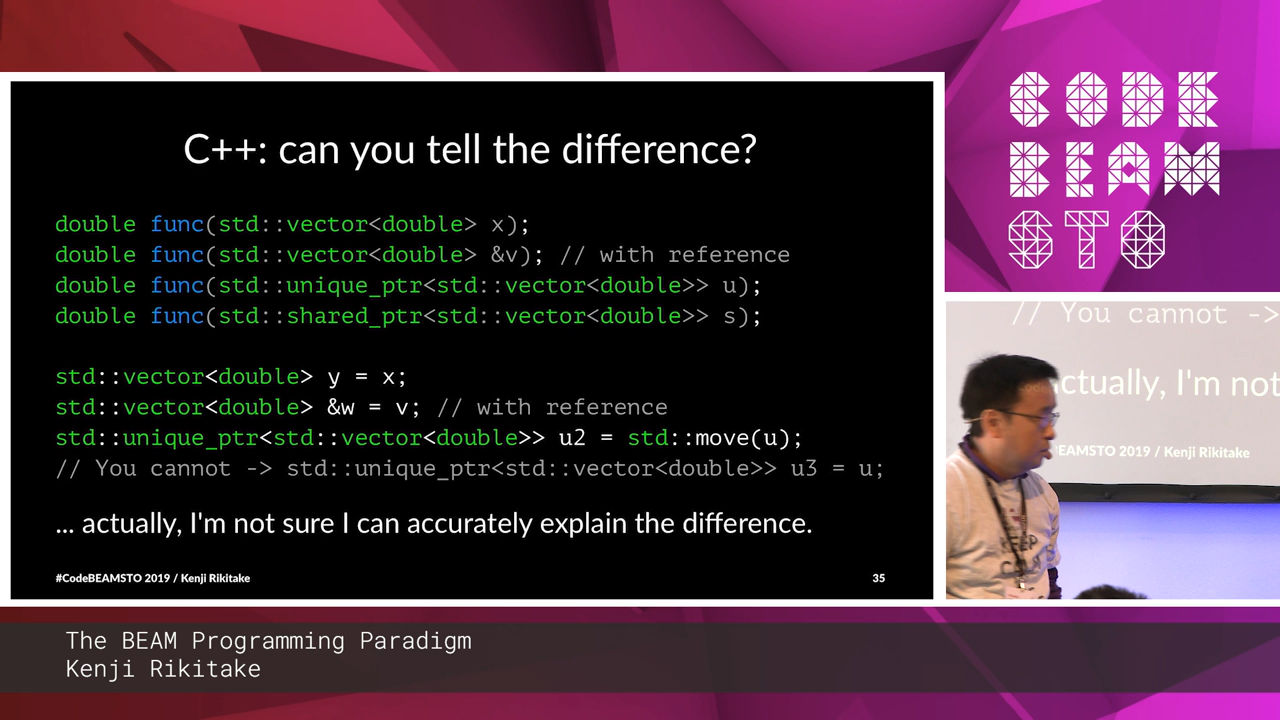 C++: can you tell the difference?
double func(std::vector<double> x);
double func(std::vector<double> &v); // with reference
double func(std::unique_ptr<std::vector<double>> u);
double func(std::shared_ptr<std::vector<double>> s);
std::vector<double> y = x;
std::vector<double> &w = v; // with reference
std::unique_ptr<std::vector<double>> u2 = std::move(u);
// You cannot -> std::unique_ptr<std::vector<double>> u3 = u;
... actually, I'm not sure I can accurately explain the difference.
#CodeBEAMSTO 2019 / Kenji Rikitake
35
CODE
BEAM
STO
// You cannot ->
ctually, I'm not
BEAMSTO 2019 / Kenji Rikitake
KEEP
The BEAM Programming Paradigm
Kenji Rikitake